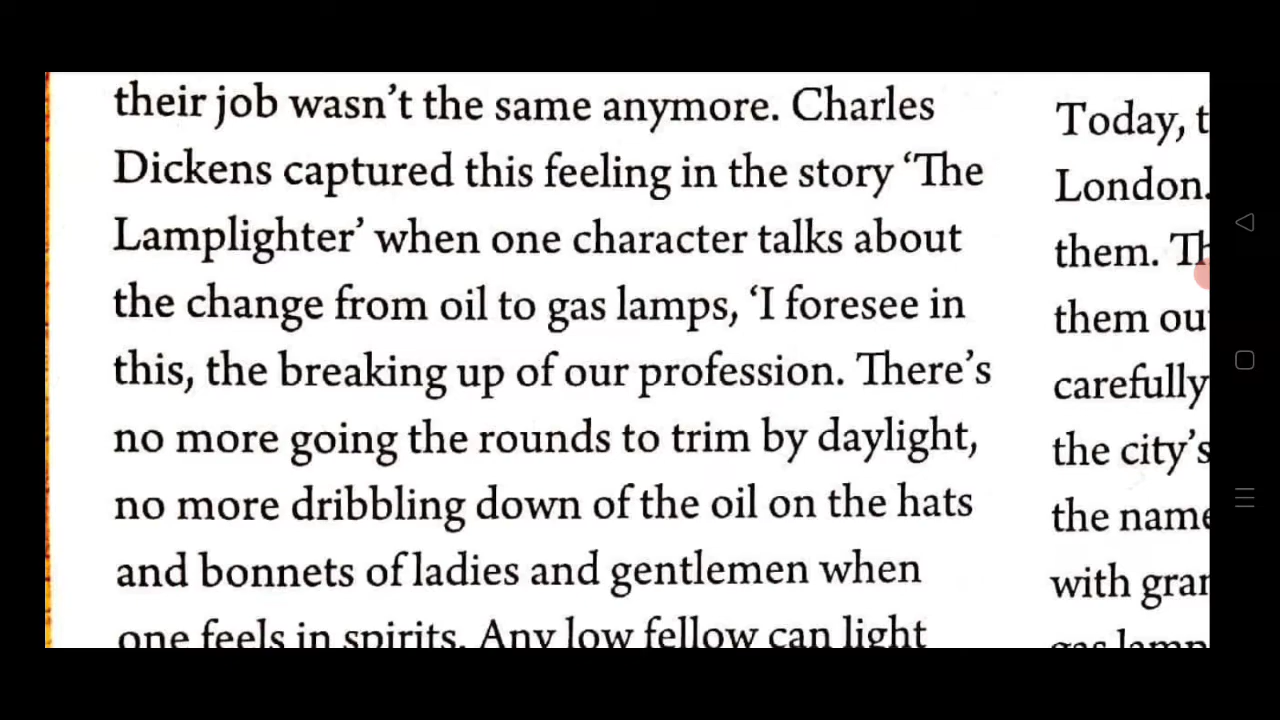 their job wasn't the same anymore. Charles
Dickens captured this feeling in the story ‘The
Lamplighter’ when one character talks about
the change from oil to gas lamps, ‘I foresee in
this, the breaking up of our profession. There’s
no more going the rounds to trim by daylight,
no more dribbling down of the oil on the hats
and bonnets of ladies and gentlemen when
one feels in spirits. Any low fellow can light
Today,
London.
them.
them
carefully
the city’s
the
with
gas